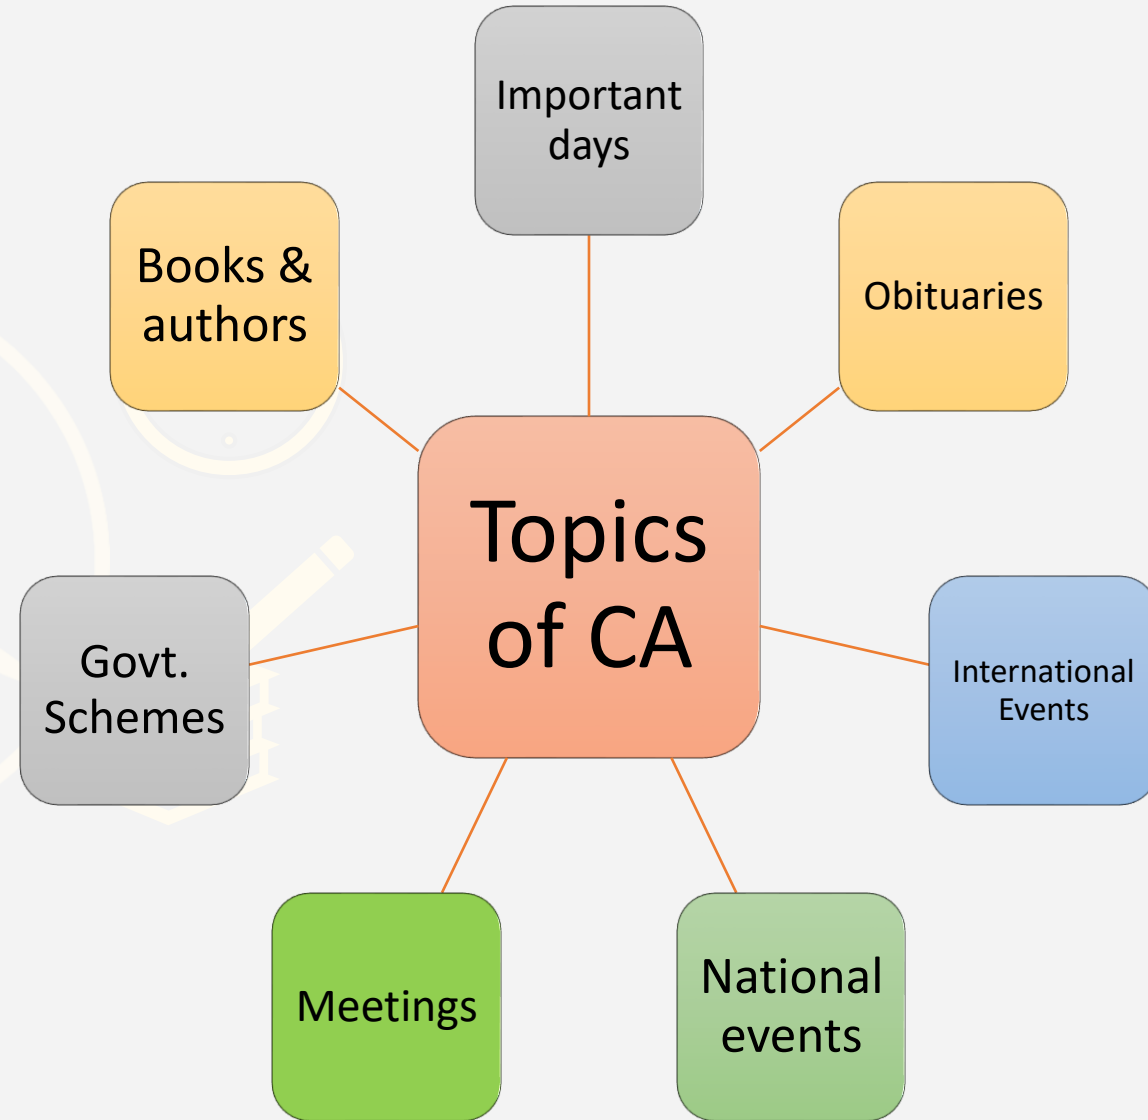 Important
days
Books &
authors
Obituaries
Topics
of CA
Govt.
Schemes
International
Events
Meetings
National
events